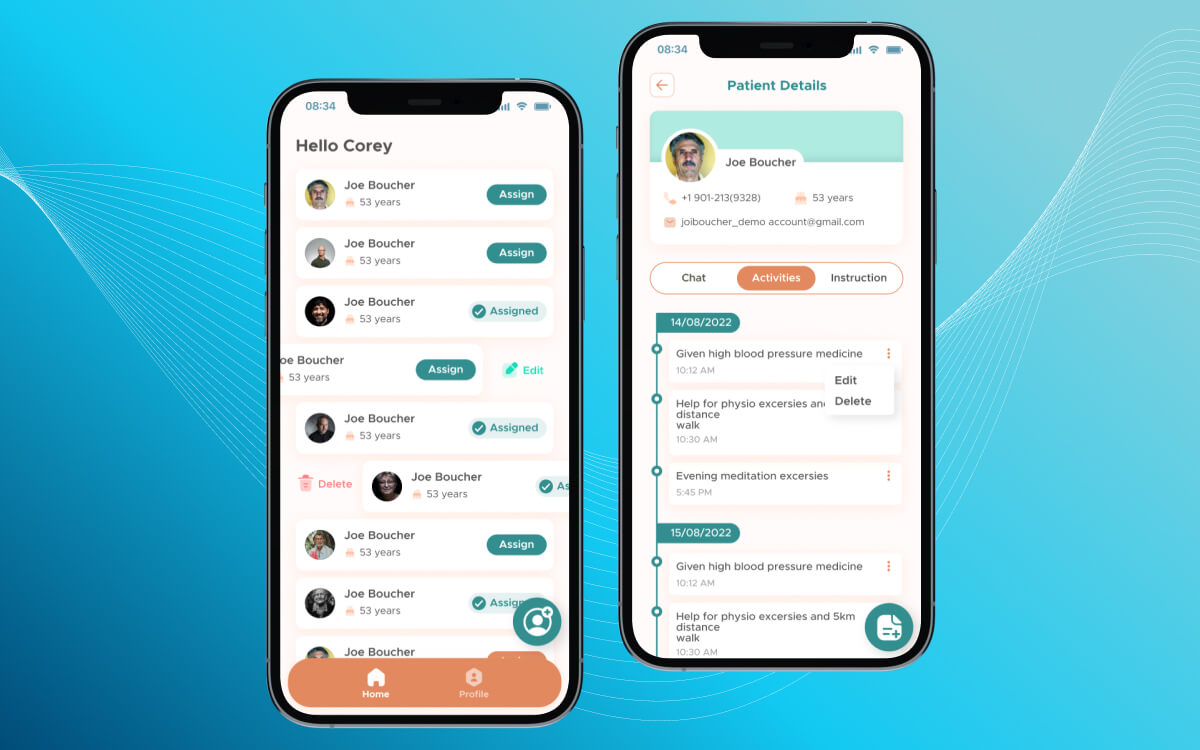 08:34
Hello Corey
Joe Boucher
53 years
Assign
Joe Boucher
53 years
Assign
Joe Boucher
53 years
Assigned
oe Boucher
53 years
Assign
Edit
Joe Boucher
53 years
Assigned
Delete
Joe Boucher
53 years
As
Joe Boucher
53 years
Assign
Joe Boucher
53 years
Assign
Joe Boucher
Home
Profile
08:34
Patient Details
Joe Boucher
+1 901-213(9328)
53 years
joiboucher_demo account@gmail.com
Chat
Activities
Instruction
14/08/2022
Given high blood pressure medicine
10:12 AM
Edit
Delete
Help for physio excersies and
distance
walk
10:30 AM
Evening meditation excersies
5:45 PM
15/08/2022
Given high blood pressure medicine
10:12 AM
Help for physio excersies and 5km
distance
walk
10:30 AM